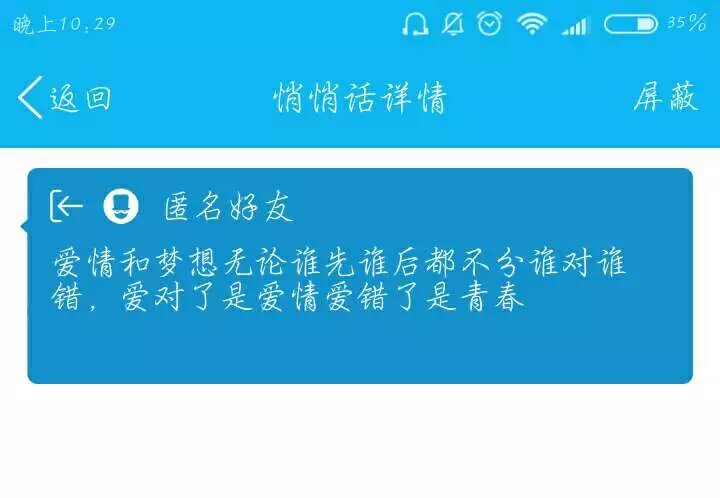 晚上10:29 35%
返回 悄悄话详情 屏蔽
匿名好友
爱情和梦想无论谁先谁后都不分谁对谁
错，爱对了是爱情爱错了是青春